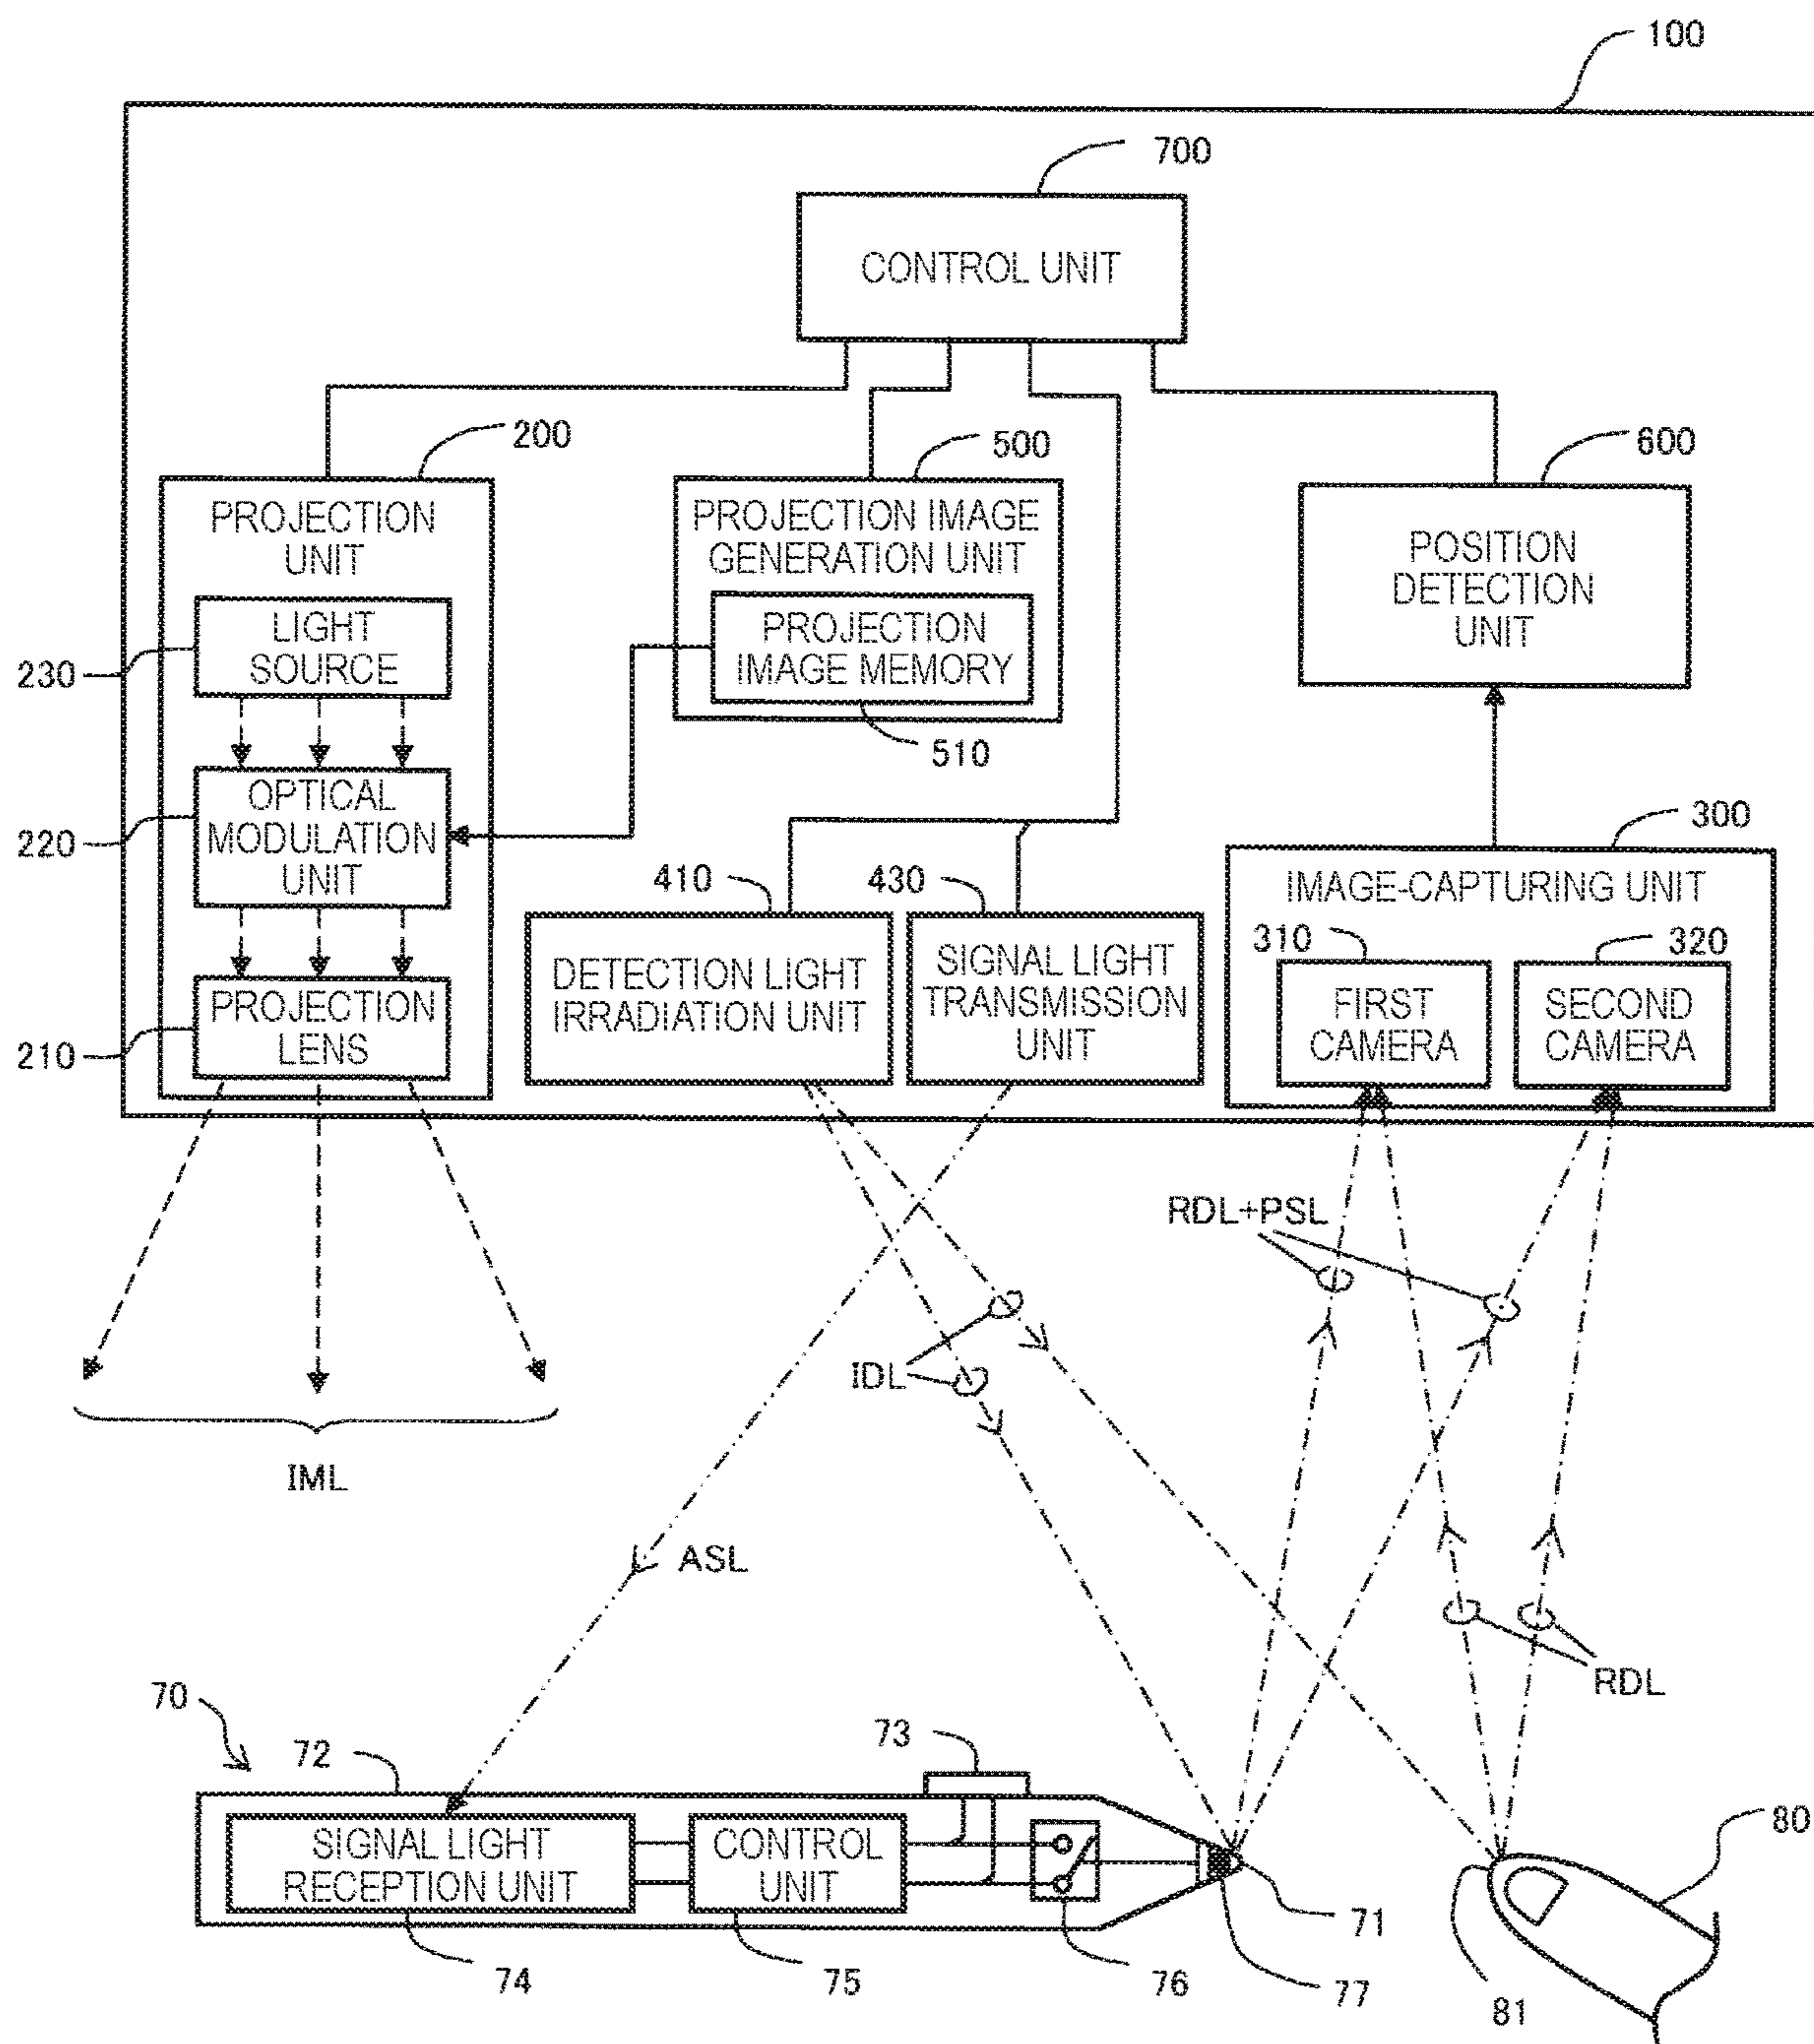 100
700
CONTROL UNIT
200
500
600
PROJECTION
UNIT
PROJECTION IMAGE
GENERATION UNIT
POSITION
DETECTION
UNIT
LIGHT
SOURCE
230
PROJECTION
IMAGE MEMORY
510
OPTICAL
MODULATION
UNIT
220
300
410
430
IMAGE-CAPTURING UNIT
310
320
PROJECTION
LENS
210
DETECTION LIGHT
IRRADIATION UNIT
SIGNAL LIGHT
TRANSMISSION
UNIT
FIRST
CAMERA
SECOND
CAMERA
RDL+PSL
IDL
IML
ASL
RDL
70
72
73
80
SIGNAL LIGHT
RECEPTION UNIT
CONTROL
UNIT
71
74
75
76
77
81